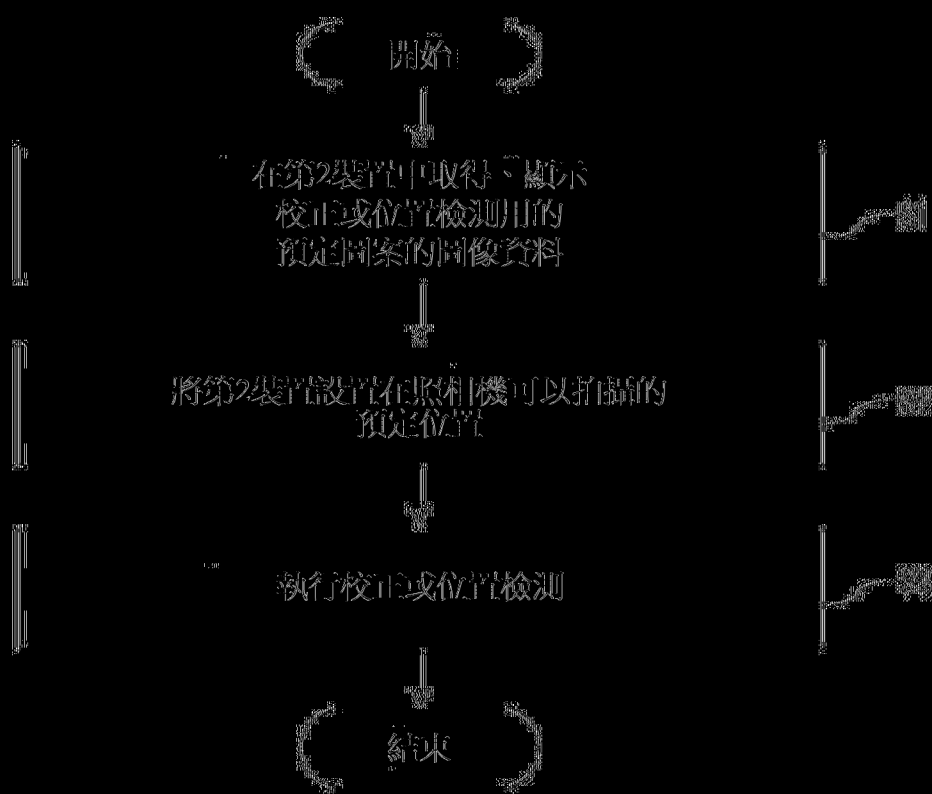 開始
在第2裝置中取得、顯示
校正或位置檢測用的
預定圖案的圖像資料
將第2裝置設置在照相機可以拍攝的
預定位置
執行校正或位置檢測
結束